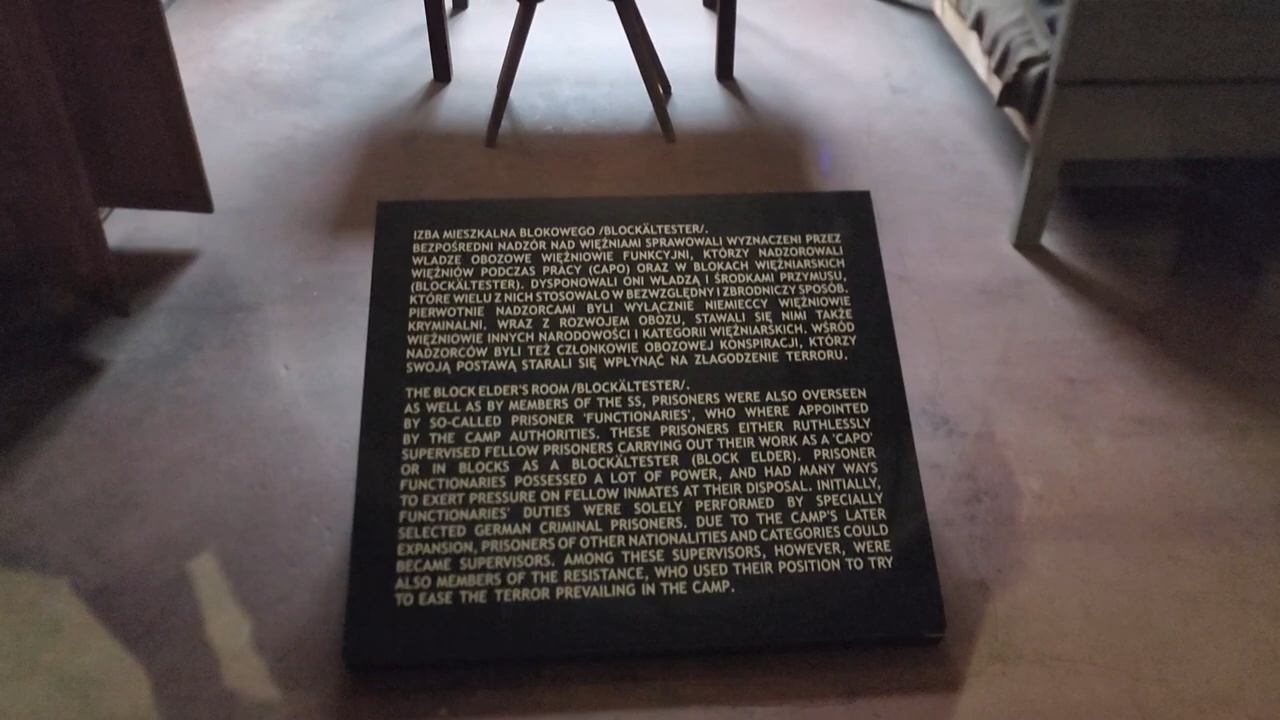 IZBA MIESZKALNA BLOKOWEGO /BLOCKÄLTESTER/.
BEZPOŚREDNI NADZÓR NAD WIĘŹNIAMI SPRAWOWALI WYZNACZENI PRZEZ
WŁADZE OBOZOWE WIĘŹNIOWIE FUNKCYJNI, KTÓRZY NADZOROWALI
WIĘŹNIÓW PODCZAS PRACY (CAPO) ORAZ W BLOKACH WIĘŹNIARSKICH
(BLOCKÄLTESTER). DYSPONOWALI ONI WŁADZĄ I ŚRODKAMI PRZYMUSU,
KTÓRE WIELU Z NICH STOSOWAŁO W BEZWZGLĘDNY I ZBRODNICZY SPOSÓB.
PIERWOTNIE NADZORCAMI BYLI WYŁĄCZNIE NIEMIECCY WIĘŹNIOWIE
KRYMINALNI, WRAZ Z ROZWOJEM OBOZU, STAWALI SIĘ NIMI TAKŻE
WIĘŹNIOWIE INNYCH NARODOWOŚCI I KATEGORII WIĘŹNIARSKICH. WŚRÓD
NADZORCÓW BYLI TEŻ CZŁONKOWIE OBOZOWEJ KONSPIRACJI, KTÓRZY
SWOJĄ POSTAWĄ STARALI SIĘ WPŁYNĄĆ NA ZŁAGODZENIE TERRORU.
THE BLOCK ELDER'S ROOM /BLOCKÄLTESTER/.
AS WELL AS BY MEMBERS OF THE SS, PRISONERS WERE ALSO OVERSEEN
BY SO-CALLED PRISONER 'FUNCTIONARIES', WHO WHERE APPOINTED
BY THE CAMP AUTHORITIES. THESE PRISONERS EITHER RUTHLESSLY
SUPERVISED FELLOW PRISONERS CARRYING OUT THEIR WORK AS A 'CAPO'
OR IN BLOCKS AS A BLOCKÄLTESTER (BLOCK ELDER). PRISONER
FUNCTIONARIES POSSESSED A LOT OF POWER, AND HAD MANY WAYS
TO EXERT PRESSURE ON FELLOW INMATES AT THEIR DISPOSAL. INITIALLY,
FUNCTIONARIES' DUTIES WERE SOLELY PERFORMED BY SPECIALLY
SELECTED GERMAN CRIMINAL PRISONERS. DUE TO THE CAMP'S LATER
EXPANSION, PRISONERS OF OTHER NATIONALITIES AND CATEGORIES COULD
BECAME SUPERVISORS. AMONG THESE SUPERVISORS, HOWEVER, WERE
ALSO MEMBERS OF THE RESISTANCE, WHO USED THEIR POSITION TO TRY
TO EASE THE TERROR PREVAILING IN THE CAMP.